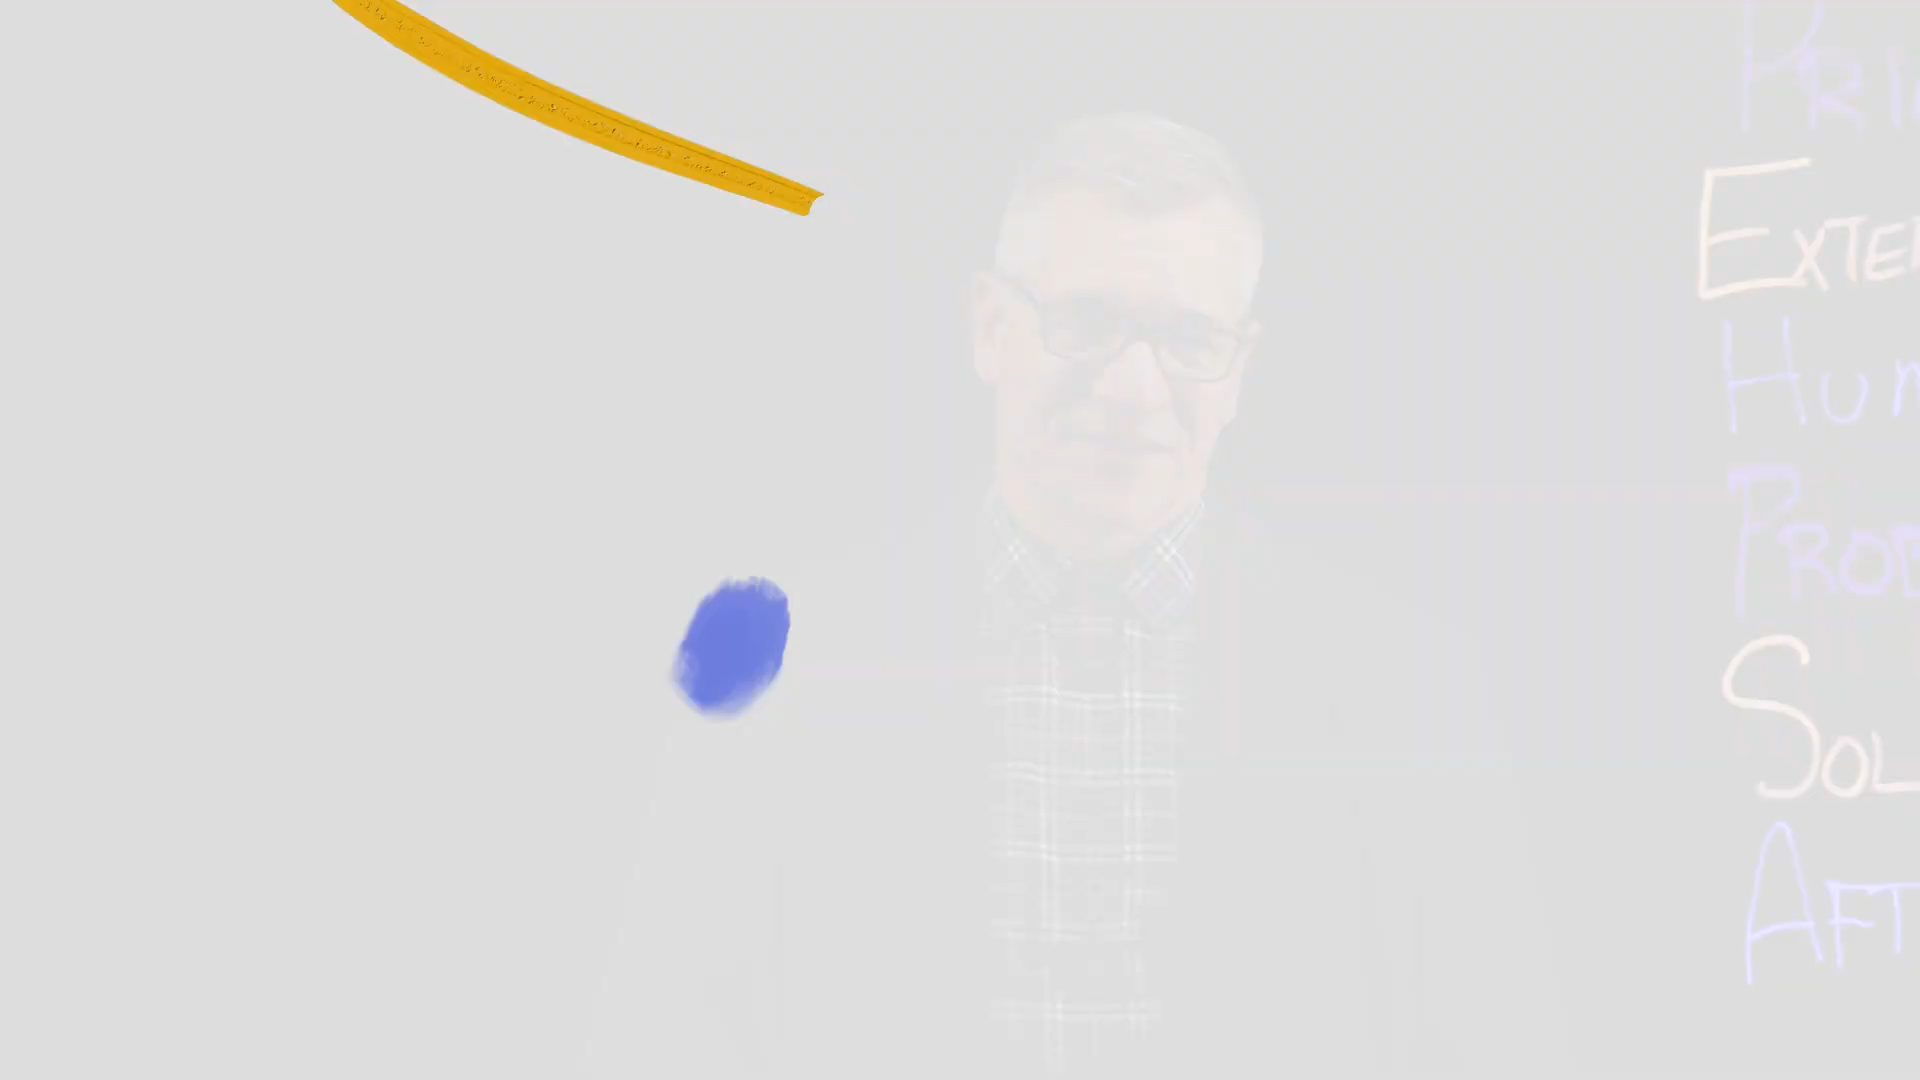 PRI
EXTE
HUM
PROB
SOL
AFT